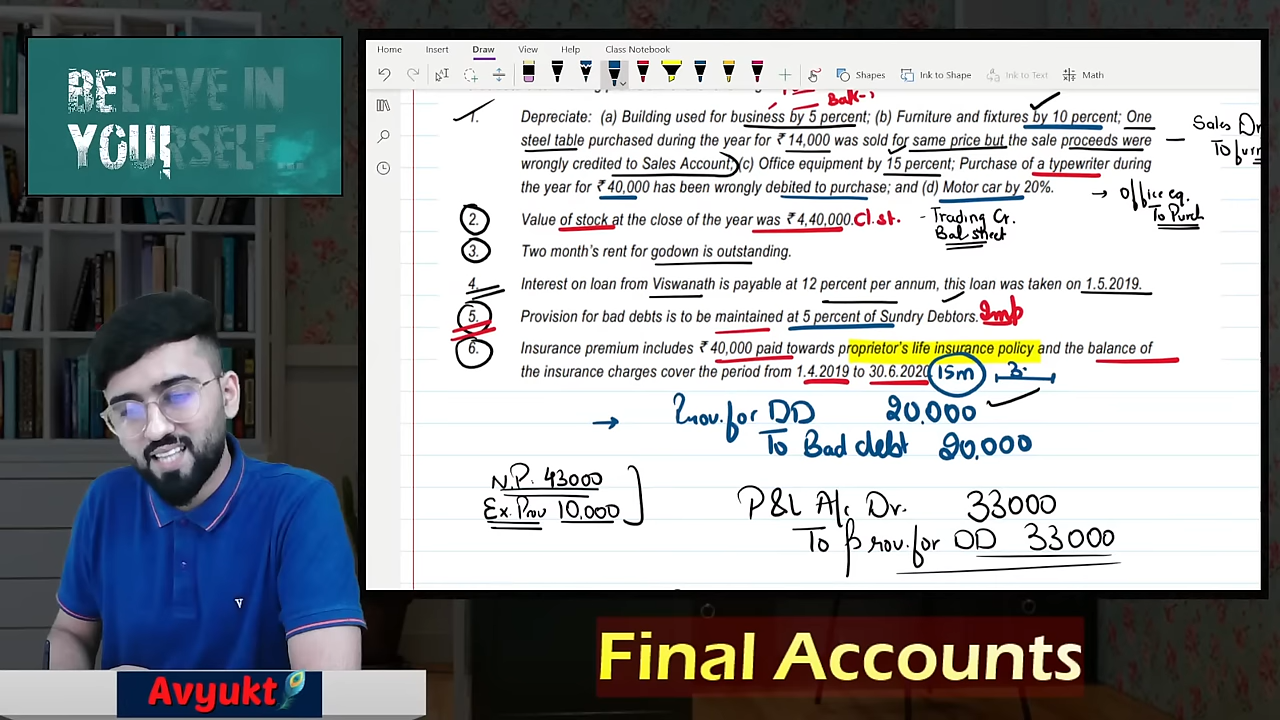 BELIEVE IN
YOURSELF...
Home Insert Draw View Help Class Notebook
Shapes Ink to Shape Ink to Text Math
1. Depreciate: (a) Building used for business by 5 percent; (b) Furniture and fixtures by 10 percent; One
steel table purchased during the year for ₹ 14,000 was sold for same price but the sale proceeds were
wrongly credited to Sales Account, (c) Office equipment by 15 percent; Purchase of a typewriter during
the year for ₹ 40,000 has been wrongly debited to purchase; and (d) Motor car by 20%.
Sales Dr
To furn
office eq.
To Purch
2. Value of stock at the close of the year was ₹ 4,40,000. Cl.st. - Trading Cr.
Bal sheet
3. Two month's rent for godown is outstanding.
4. Interest on loan from Viswanath is payable at 12 percent per annum, this loan was taken on 1.5.2019.
5. Provision for bad debts is to be maintained at 5 percent of Sundry Debtors. Imp
6. Insurance premium includes ₹ 40,000 paid towards proprietor's life insurance policy and the balance of
the insurance charges cover the period from 1.4.2019 to 30.6.2020 15m 3.
→ Prov. for DD 20,000
To Bad debt 20,000
N.P. 43000
Ex. Prov 10,000
P&L A/c Dr. 33000
To Prov. for DD 33000
Final Accounts
Avyukt